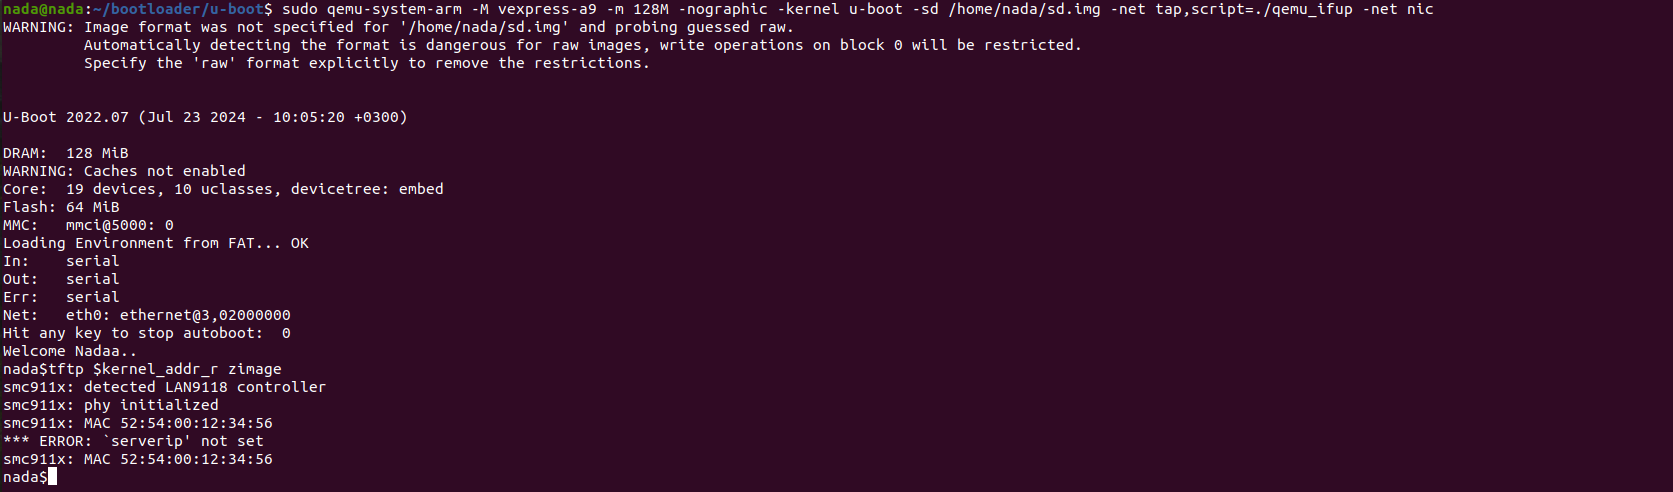 nada@nada:~/bootloader/u-boot$ sudo qemu-system-arm -M vexpress-a9 -m 128M -nographic -kernel u-boot -sd /home/nada/sd.img -net tap,script=./qemu_ifup -net nic
WARNING: Image format was not specified for '/home/nada/sd.img' and probing guessed raw.
         Automatically detecting the format is dangerous for raw images, write operations on block 0 will be restricted.
         Specify the 'raw' format explicitly to remove the restrictions.
U-Boot 2022.07 (Jul 23 2024 - 10:05:20 +0300)
DRAM:  128 MiB
WARNING: Caches not enabled
Core:  19 devices, 10 uclasses, devicetree: embed
Flash: 64 MiB
MMC:   mmci@5000: 0
Loading Environment from FAT... OK
In:    serial
Out:   serial
Err:   serial
Net:   eth0: ethernet@3,02000000
Hit any key to stop autoboot:  0
Welcome Nadaa..
nada$tftp $kernel_addr_r zimage
smc911x: detected LAN9118 controller
smc911x: phy initialized
smc911x: MAC 52:54:00:12:34:56
*** ERROR: `serverip' not set
smc911x: MAC 52:54:00:12:34:56
nada$